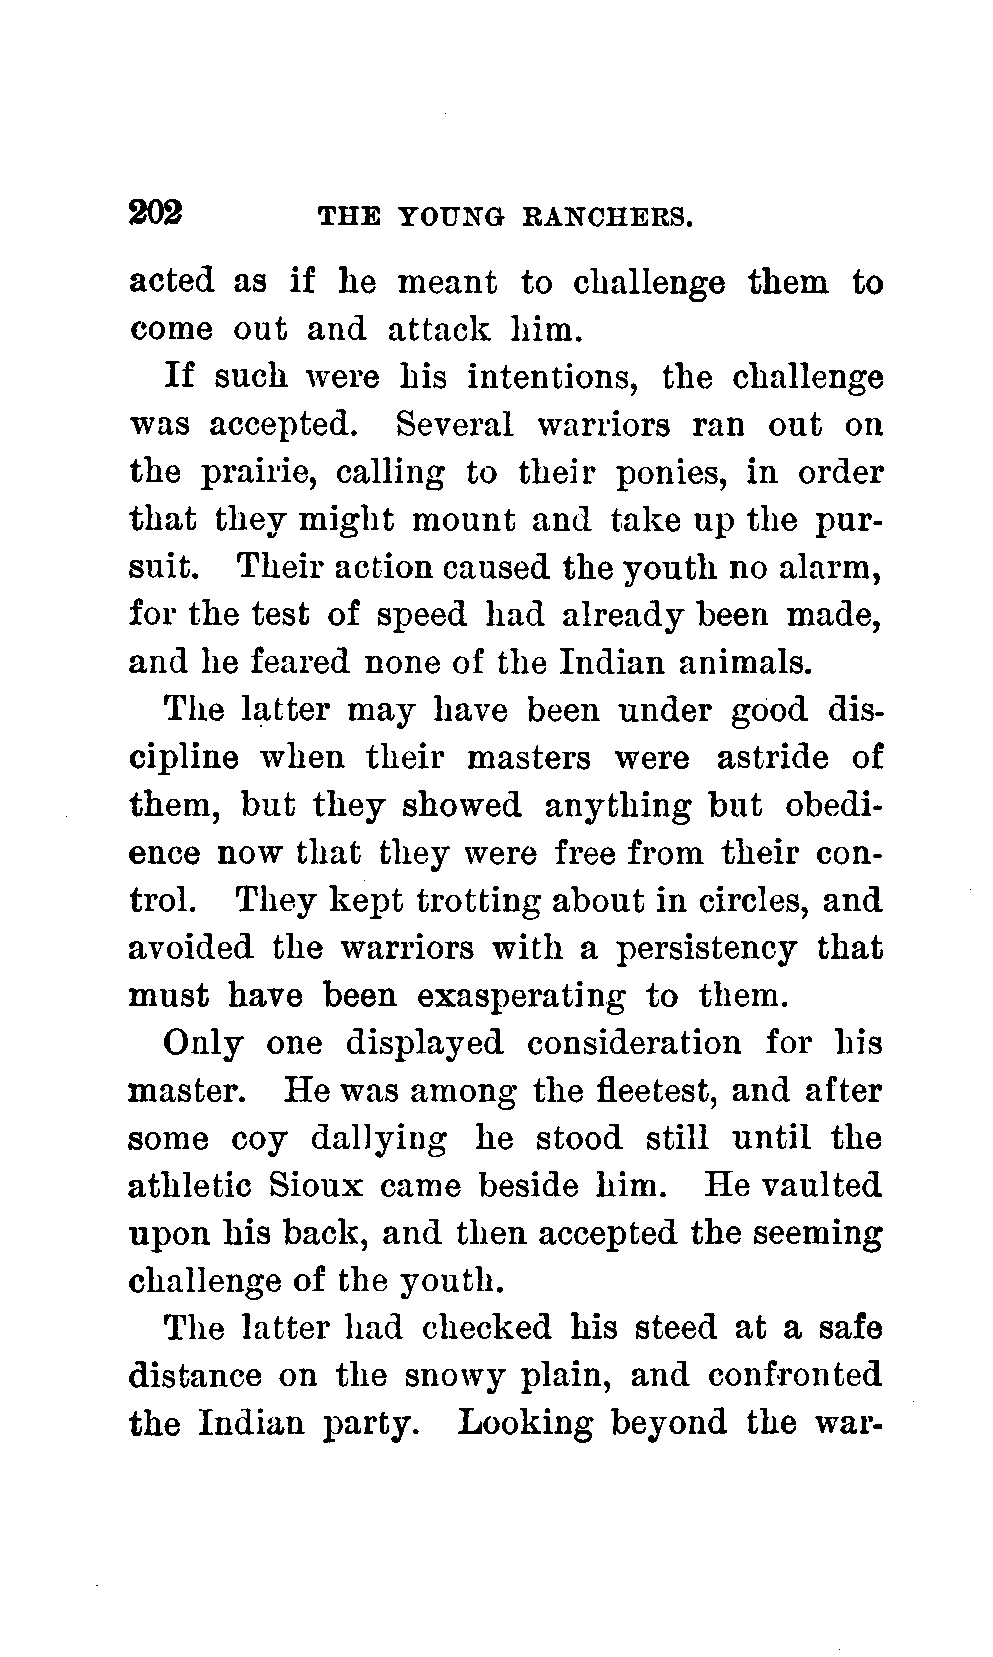 202 THE YOUNG RANCHERS.
acted as if he meant to challenge them to
come out and attack him.
If such were his intentions, the challenge
was accepted. Several warriors ran out on
the prairie, calling to their ponies, in order
that they might mount and take up the pur-
suit. Their action caused the youth no alarm,
for the test of speed had already been made,
and he feared none of the Indian animals.
The latter may have been under good dis-
cipline when their masters were astride of
them, but they showed anything but obedi-
ence now that they were free from their con-
trol. They kept trotting about in circles, and
avoided the warriors with a persistency that
must have been exasperating to them.
Only one displayed consideration for his
master. He was among the fleetest, and after
some coy dallying he stood still until the
athletic Sioux came beside him. He vaulted
upon his back, and then accepted the seeming
challenge of the youth.
The latter had checked his steed at a safe
distance on the snowy plain, and confronted
the Indian party. Looking beyond the war-